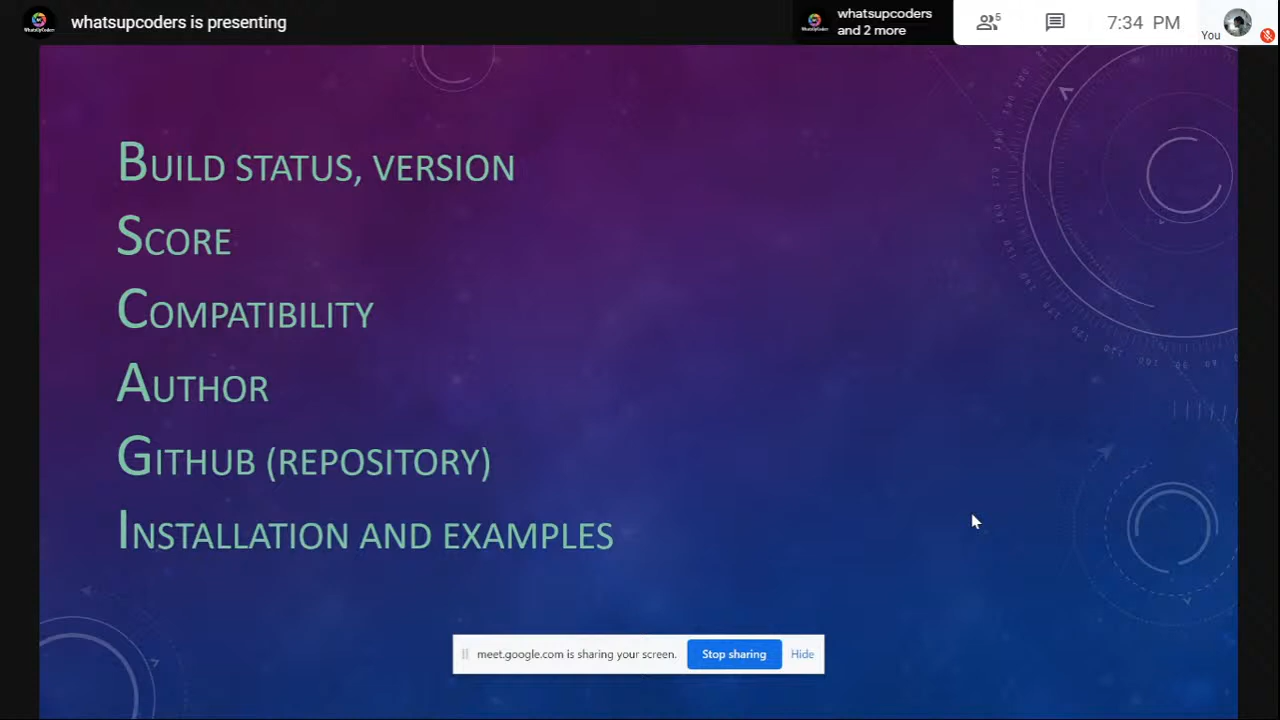 whatsupcoders is presenting
whatsupcoders
and 2 more
5
7:34 PM
You
BUILD STATUS, VERSION
SCORE
COMPATIBILITY
AUTHOR
GITHUB (REPOSITORY)
INSTALLATION AND EXAMPLES
meet.google.com is sharing your screen. Stop sharing Hide